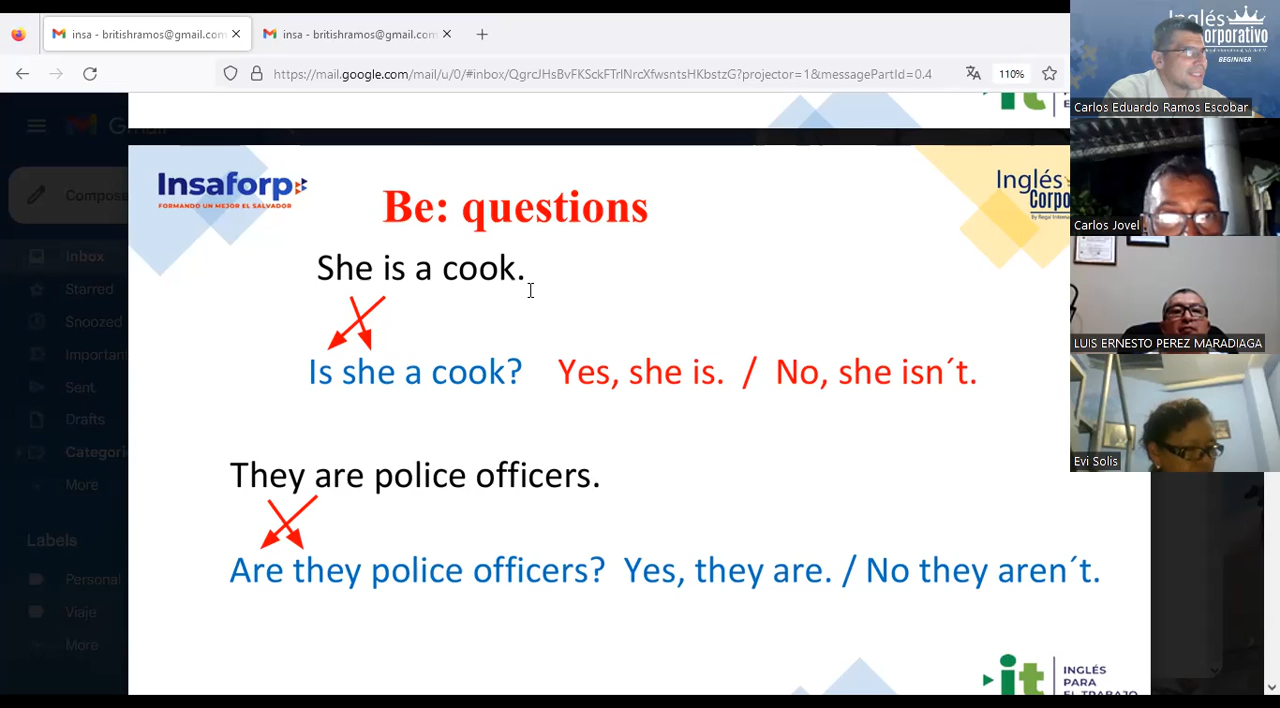 insa - britishramos@gmail.com
insa - britishramos@gmail.com
https://mail.google.com/mail/u/0/#inbox/QgrcJHsBvFKSckFTrlNrcXfwsntsHKbstzG?projector=1&messagePartId=0.4
110%
Inglés
Corporativo
BEGINNER
Carlos Eduardo Ramos Escobar
it
Compose
Inbox
Starred
Snoozed
Important
Sent
Drafts
Categori
More
Labels
Personal
Viaje
More
Insaforp
FORMANDO UN MEJOR EL SALVADOR
Be: questions
Inglés
Corpo
She is a cook.
Is she a cook? Yes, she is. / No, she isn´t.
They are police officers.
Are they police officers? Yes, they are. / No they aren´t.
it
INGLÉS
PARA
EL TRABAJO
Carlos Jovel
LUIS ERNESTO PEREZ MARADIAGA
Evi Solis